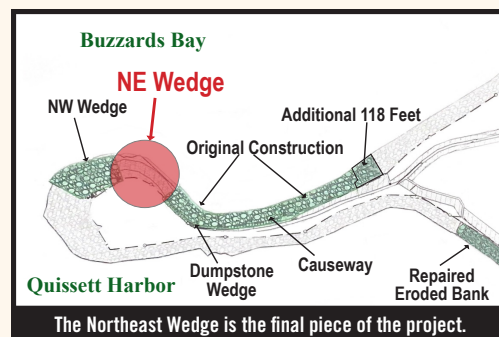 Buzzards Bay
NE Wedge
NW Wedge
Additional 118 Feet
Original Construction
Dumpstone
Wedge
Causeway
Quissett Harbor
Repaired
Eroded Bank
The Northeast Wedge is the final piece of the project.